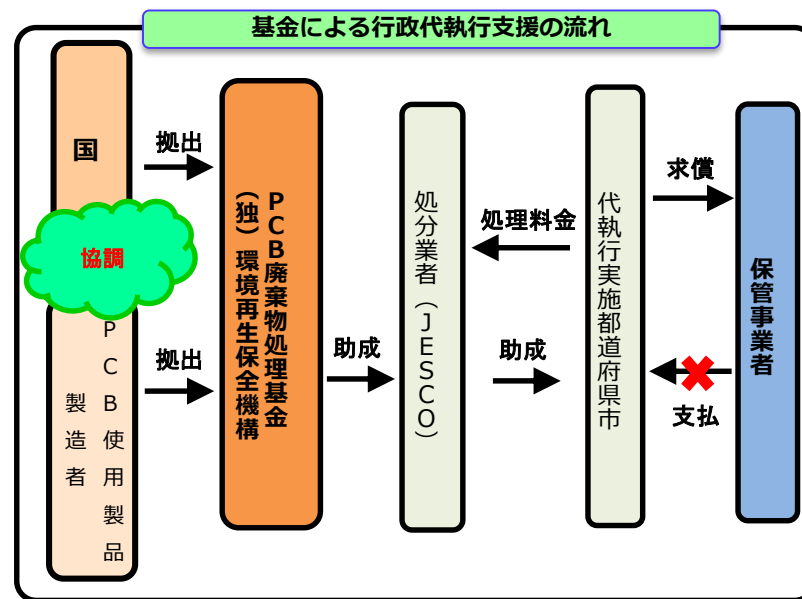 基金による行政代執行支援の流れ
国
協調
PCB使用製品
製造者
拠出
拠出
PCB廃棄物処理基金
（独）環境再生保全機構
助成
処分業者（JESCO）
処理料金
助成
代執行実施都道府県市
求償
支払
保管事業者